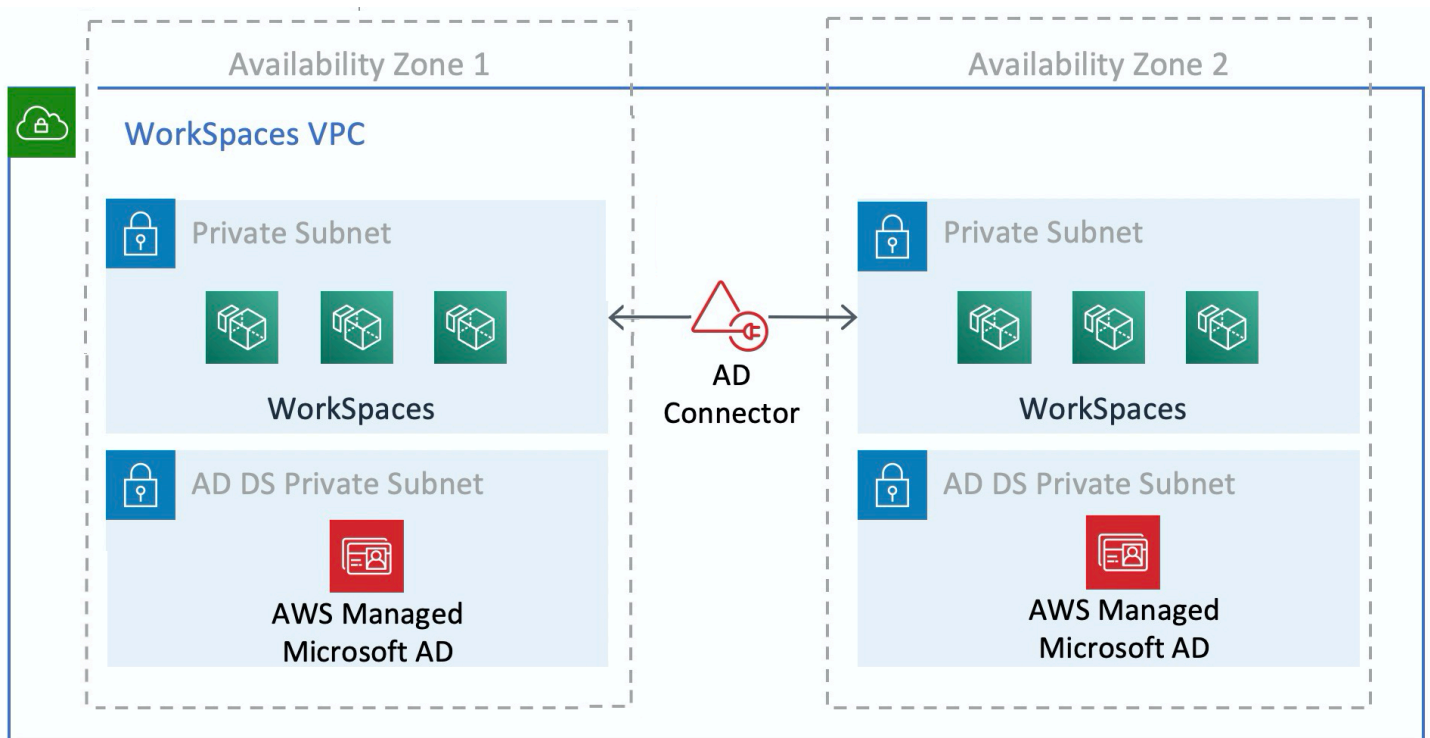 Availability Zone 1
Availability Zone 2
WorkSpaces VPC
Private Subnet
WorkSpaces
AD
Connector
Private Subnet
WorkSpaces
AD DS Private Subnet
AWS Managed
Microsoft AD
AD DS Private Subnet
AWS Managed
Microsoft AD